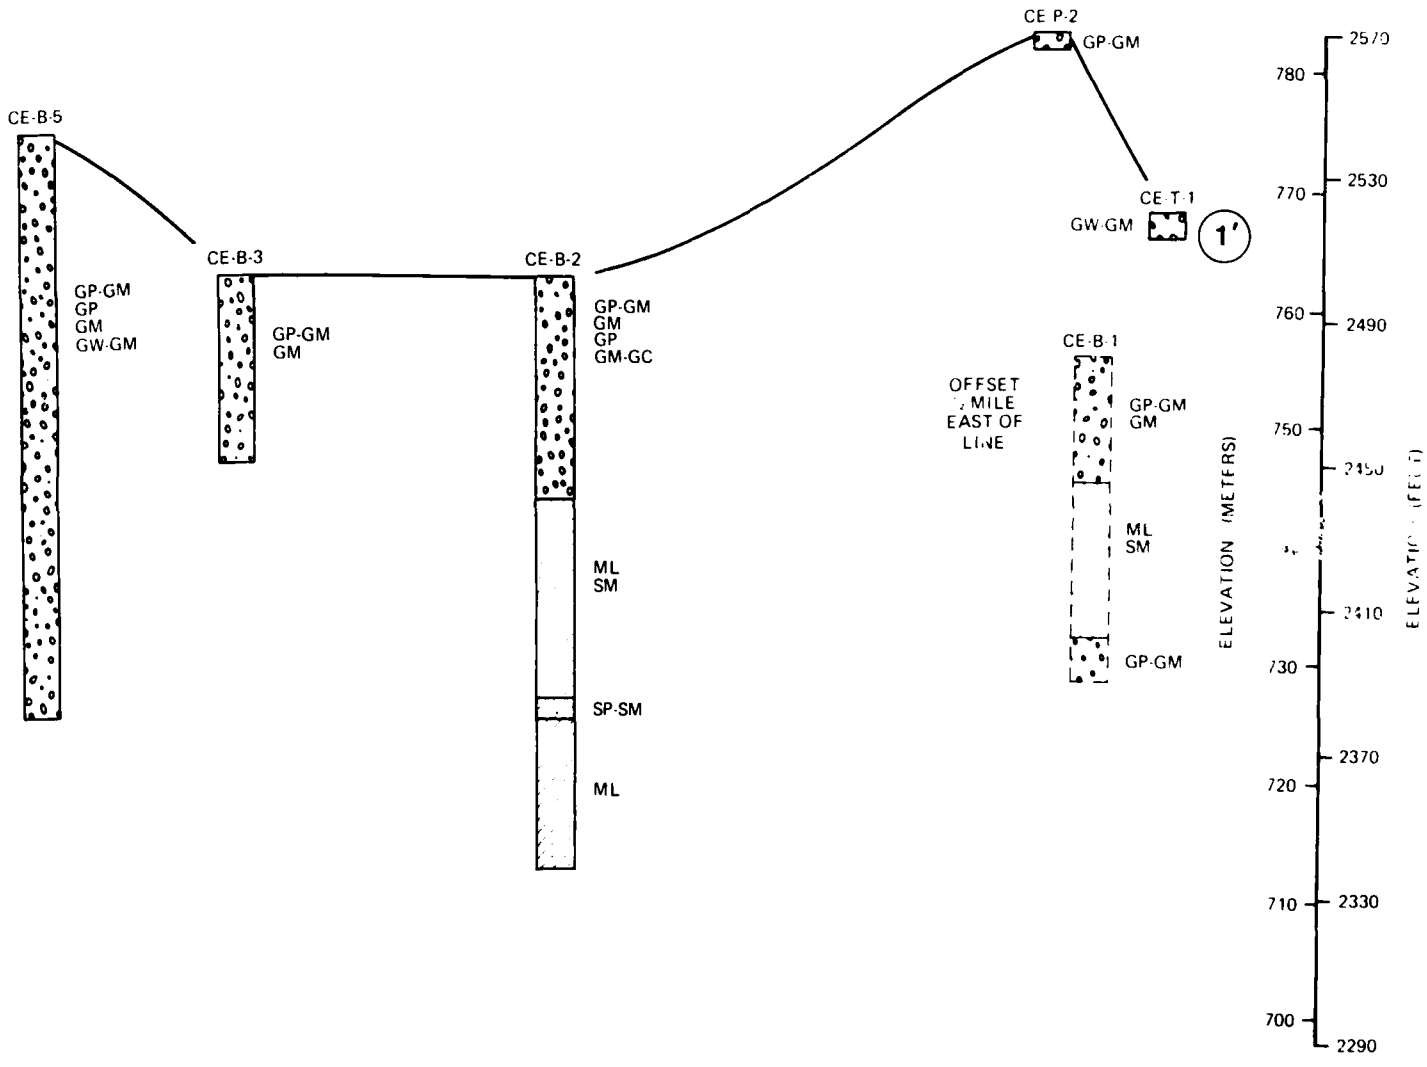 CE P-2
GP-GM
CE-B-5
CE-T-1
GW-GM
1'
CE-B-3
CE-B-2
GP-GM
GP
GM
GW-GM
GP-GM
GM
GP-GM
GM
GP
GM-GC
CE-B-1
OFFSET
MILE
EAST OF
LINE
GP-GM
GM
ML
SM
GP-GM
ML
SM
SP-SM
ML
780
770
760
750
730
720
710
700
ELEVATION (METERS)
2570
2530
2490
2410
2370
2330
2290